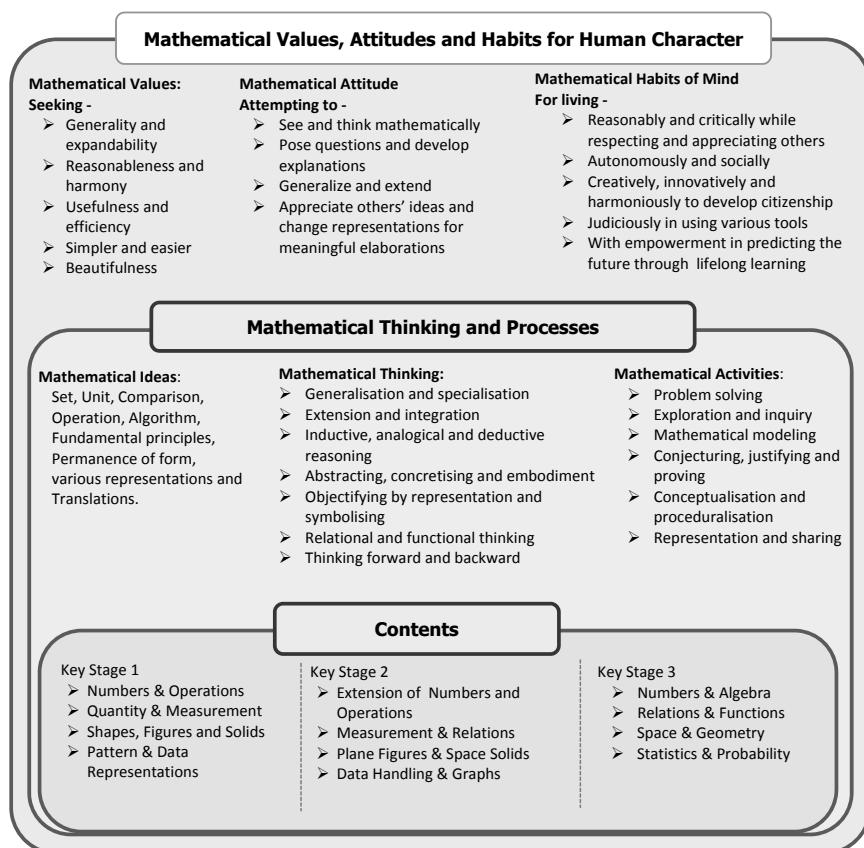 Mathematical Values, Attitudes and Habits for Human Character
Mathematical Values:
Seeking -
➢ Generality and
expandability
➢ Reasonableness and
harmony
➢ Usefulness and
efficiency
➢ Simpler and easier
➢ Beautifulness
Mathematical Attitude
Attempting to -
➢ See and think mathematically
➢ Pose questions and develop
explanations
➢ Generalize and extend
➢ Appreciate others' ideas and
change representations for
meaningful elaborations
Mathematical Habits of Mind
For living -
➢ Reasonably and critically while
respecting and appreciating others
➢ Autonomously and socially
➢ Creatively, innovatively and
harmoniously to develop citizenship
➢ Judiciously in using various tools
➢ With empowerment in predicting the
future through lifelong learning
Mathematical Thinking and Processes
Mathematical Ideas:
Set, Unit, Comparison,
Operation, Algorithm,
Fundamental principles,
Permanence of form,
various representations and
Translations.
Mathematical Thinking:
➢ Generalisation and specialisation
➢ Extension and integration
➢ Inductive, analogical and deductive
reasoning
➢ Abstracting, concretising and embodiment
➢ Objectifying by representation and
symbolising
➢ Relational and functional thinking
➢ Thinking forward and backward
Mathematical Activities:
➢ Problem solving
➢ Exploration and inquiry
➢ Mathematical modeling
➢ Conjecturing, justifying and
proving
➢ Conceptualisation and
proceduralisation
➢ Representation and sharing
Contents
Key Stage 1
➢ Numbers & Operations
➢ Quantity & Measurement
➢ Shapes, Figures and Solids
➢ Pattern & Data
Representations
Key Stage 2
➢ Extension of Numbers and
Operations
➢ Measurement & Relations
➢ Plane Figures & Space Solids
➢ Data Handling & Graphs
Key Stage 3
➢ Numbers & Algebra
➢ Relations & Functions
➢ Space & Geometry
➢ Statistics & Probability